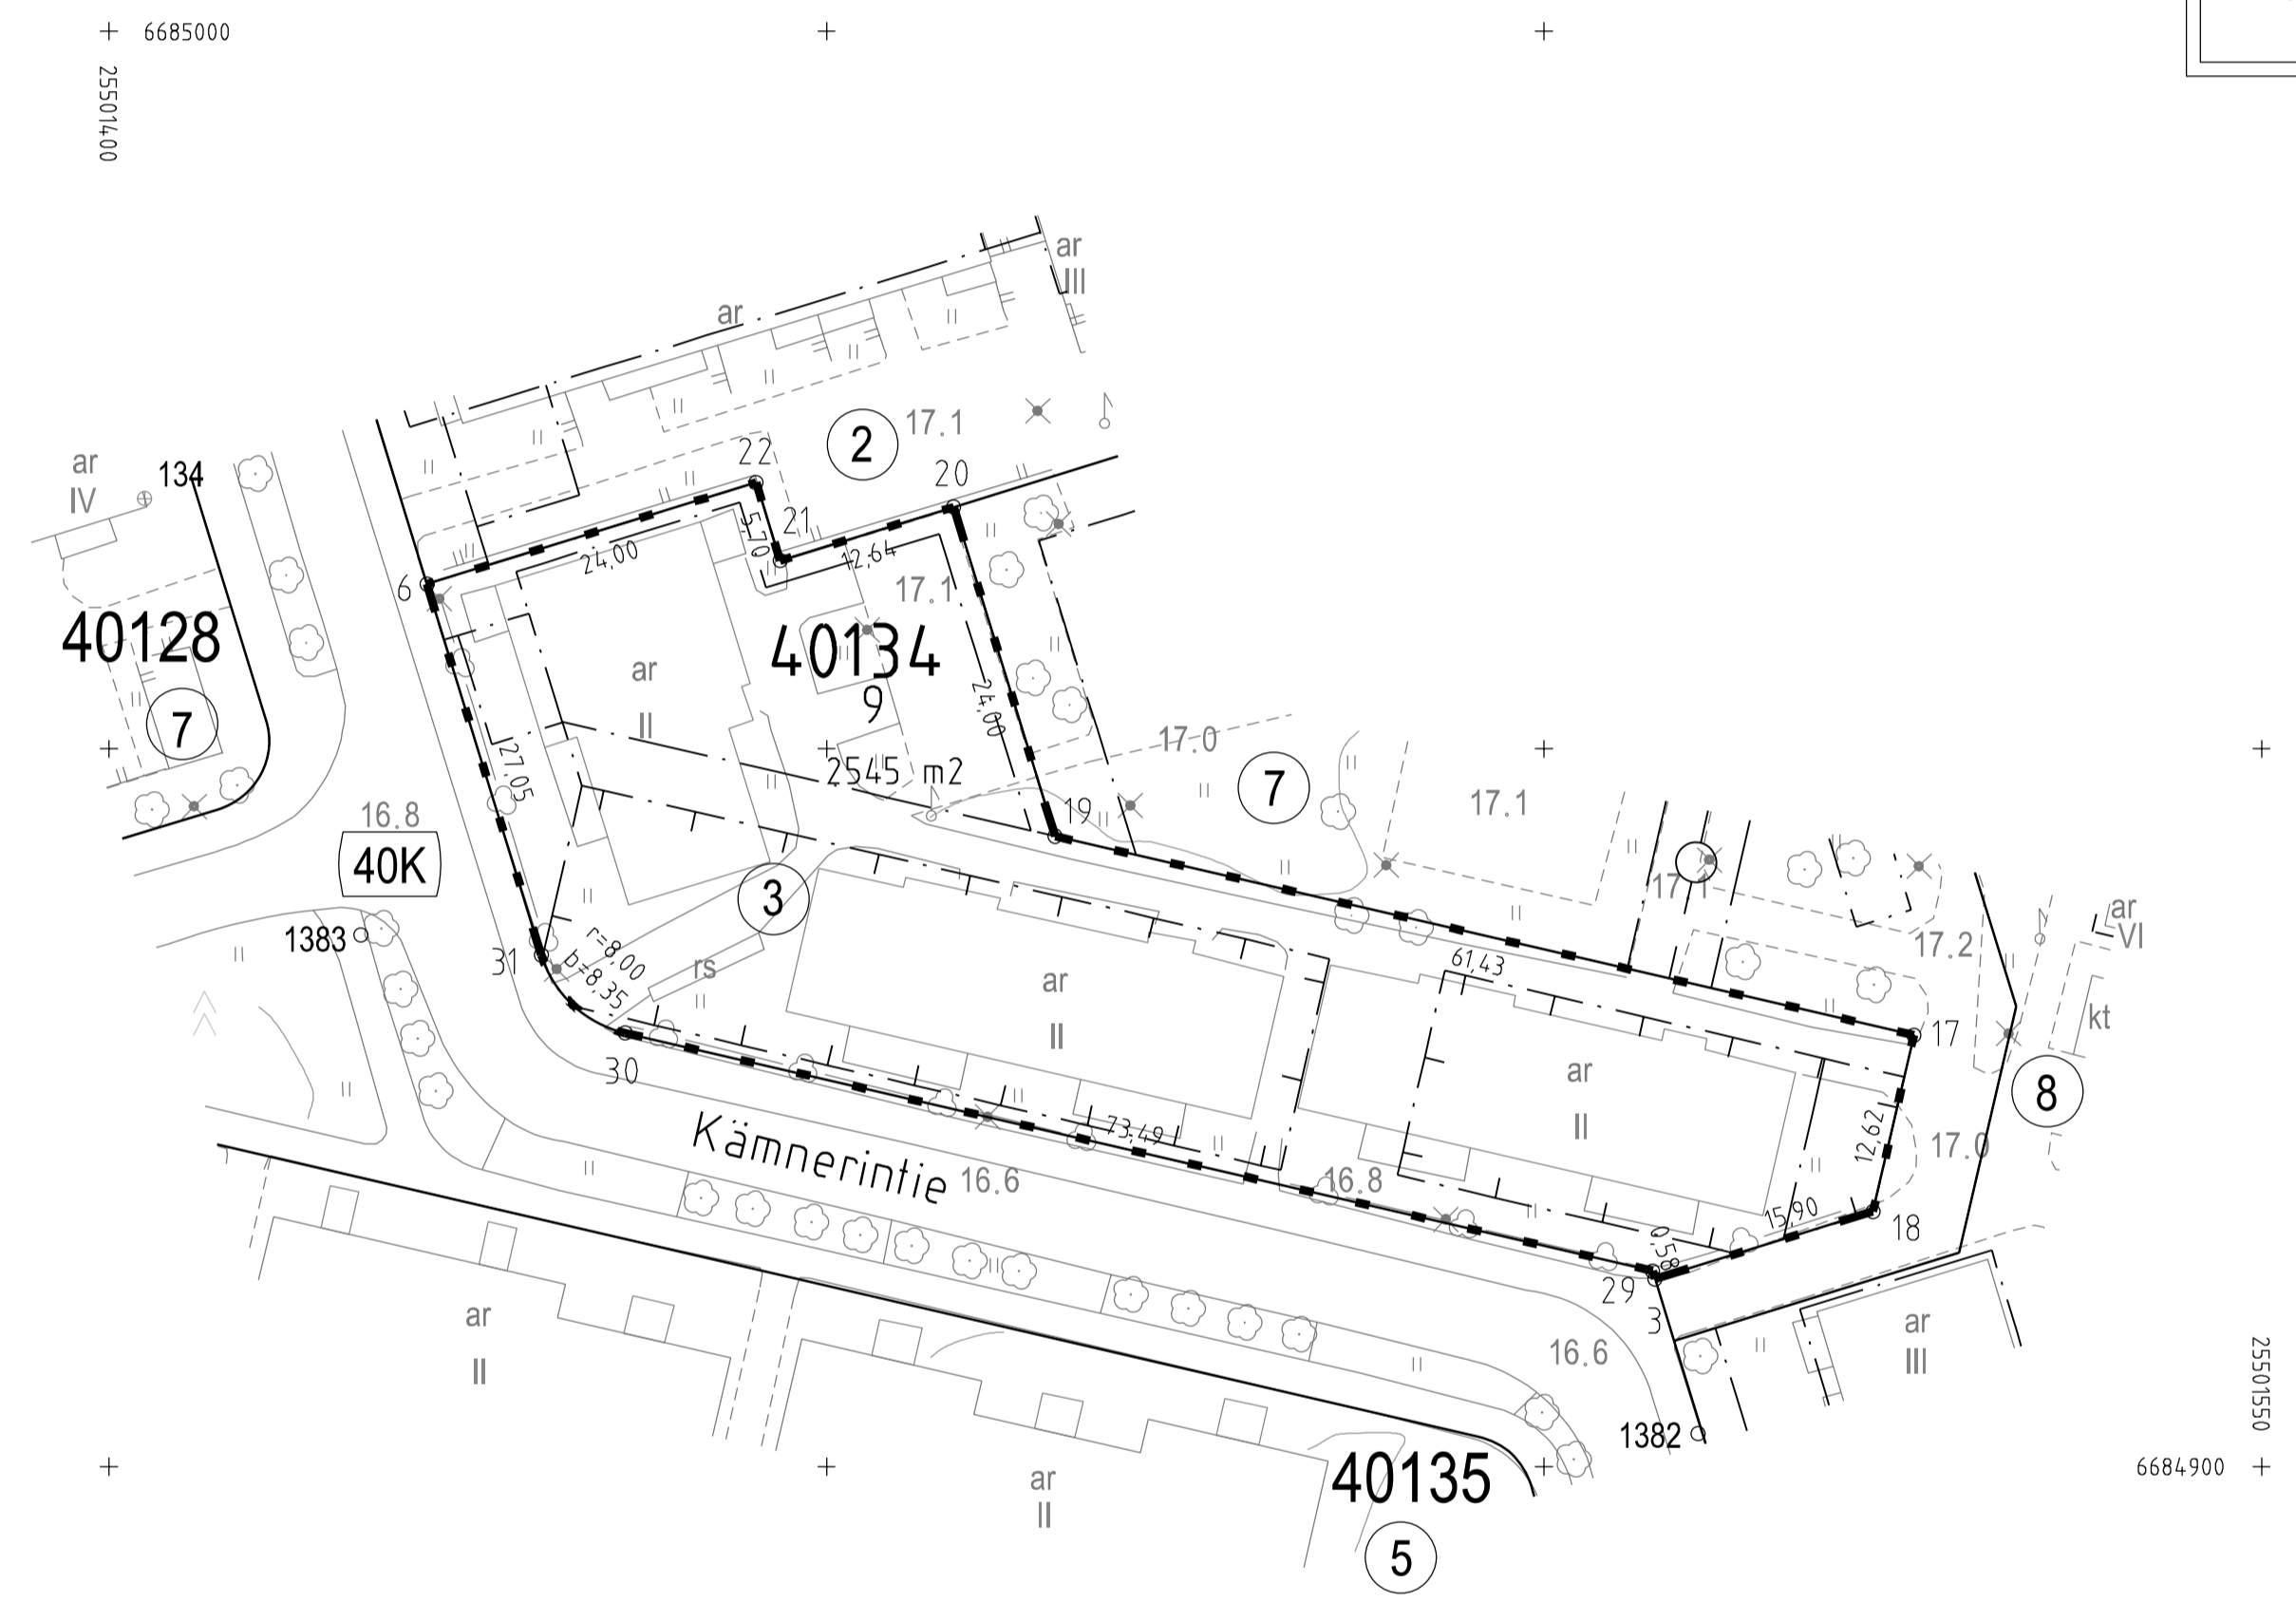 6685000
25501400
ar
III
ar
2
17.1
22
20
ar
IV
134
21
5,70
24,00
12,64
17.1
6
40128
40134
ar
II
9
24,00
7
27,05
2545 m2
17.0
7
17.1
19
16.8
40K
3
17.1
ar
VI
17.2
1383
31
r=8,00
b=8,35
rs
61,43
ar
II
kt
17
30
ar
II
8
73,49
12,62
17.0
Kämnerintie
16.6
16.8
15,90
18
0,58
29
3
ar
II
16.6
ar
III
25501550
1382
6684900
40135
ar
II
5